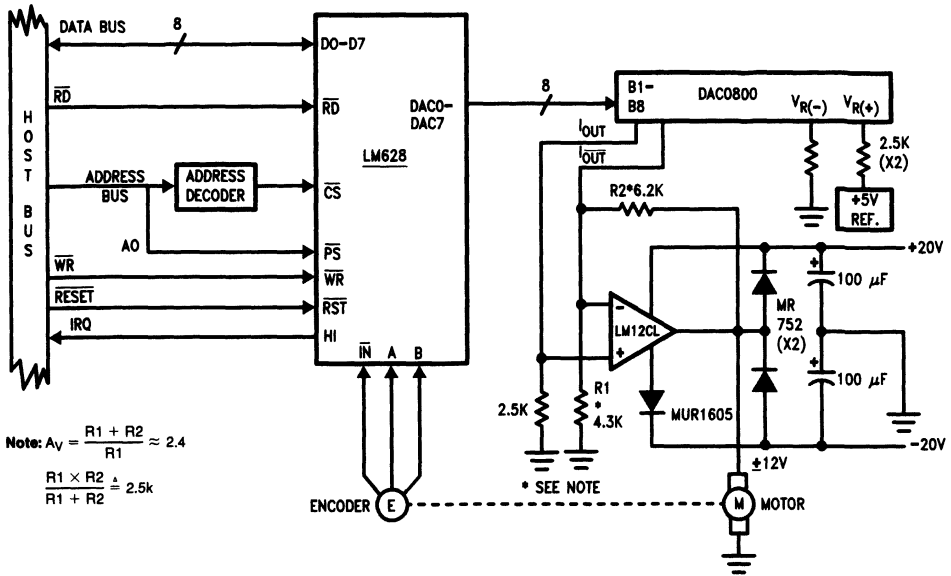 DATA BUS
8
D0-D7
RD
RD
HOST BUS
DAC0-
DAC7
8
B1-
B8
DAC0800
VR(-)
VR(+)
LM628
IOUT
IOUT
2.5K
(X2)
ADDRESS
BUS
ADDRESS
DECODER
CS
R2*6.2K
+5V
REF.
A0
PS
WR
WR
RESET
RST
IRQ
HI
IN
A
B
+20V
+
100 µF
MR
752
(X2)
-
LM12CL
+
+
100 µF
2.5K
R1
*
4.3K
MUR1605
-20V
±12V
* SEE NOTE
Note: AV = R1 + R2 / R1 ≈ 2.4
R1 × R2 / R1 + R2 ≙ 2.5k
ENCODER
E
M
MOTOR